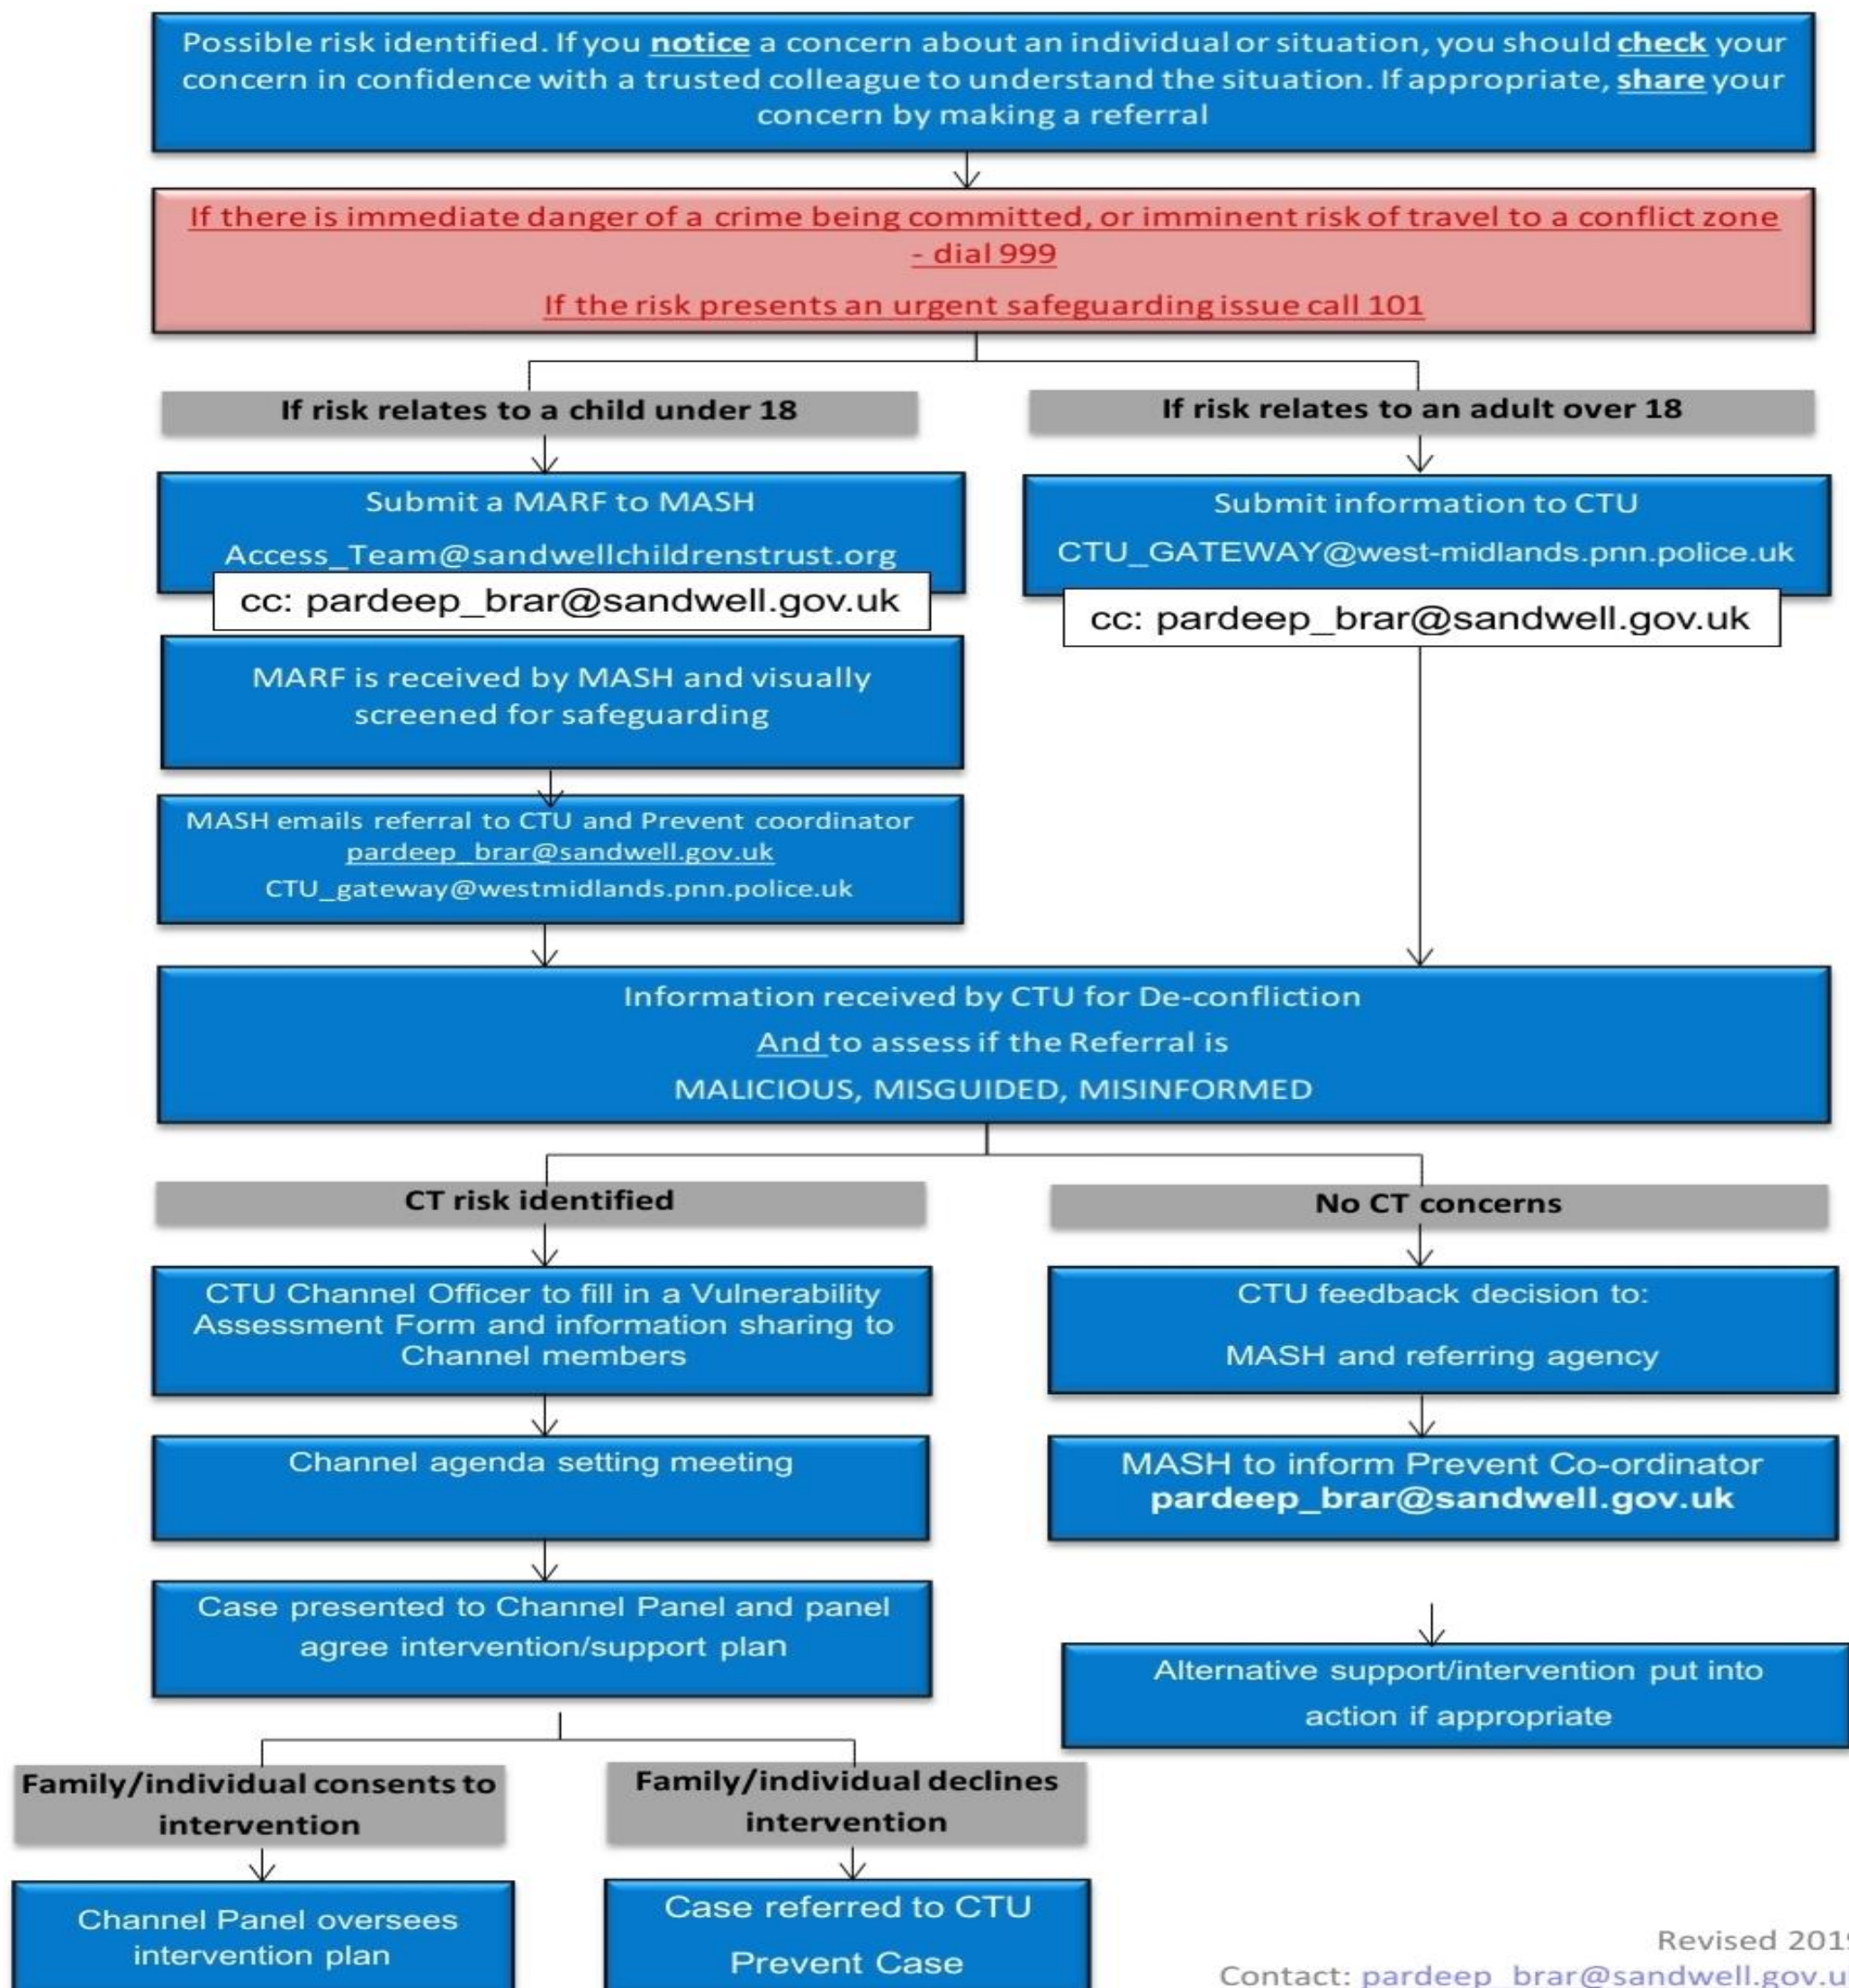 Possible risk identified. If you notice a concern about an individual or situation, you should check your
concern in confidence with a trusted colleague to understand the situation. If appropriate, share your
concern by making a referral
If there is immediate danger of a crime being committed, or imminent risk of travel to a conflict zone
- dial 999
If the risk presents an urgent safeguarding issue call 101
If risk relates to a child under 18
If risk relates to an adult over 18
Submit a MARF to MASH
Access_Team@sandwellchildrenstrust.org
cc: pardeep_brar@sandwell.gov.uk
Submit information to CTU
CTU_GATEWAY@west-midlands.pnn.police.uk
cc: pardeep_brar@sandwell.gov.uk
MARF is received by MASH and visually
screened for safeguarding
MASH emails referral to CTU and Prevent coordinator
pardeep_brar@sandwell.gov.uk
CTU_gateway@westmidlands.pnn.police.uk
Information received by CTU for De-confliction
And to assess if the Referral is
MALICIOUS, MISGUIDED, MISINFORMED
CT risk identified
No CT concerns
CTU Channel Officer to fill in a Vulnerability
Assessment Form and information sharing to
Channel members
CTU feedback decision to:
MASH and referring agency
Channel agenda setting meeting
MASH to inform Prevent Co-ordinator
pardeep_brar@sandwell.gov.uk
Case presented to Channel Panel and panel
agree intervention/support plan
Alternative support/intervention put into
action if appropriate
Family/individual consents to
intervention
Family/individual declines
intervention
Channel Panel oversees
intervention plan
Case referred to CTU
Prevent Case
Revised 2019
Contact: pardeep_brar@sandwell.gov.u